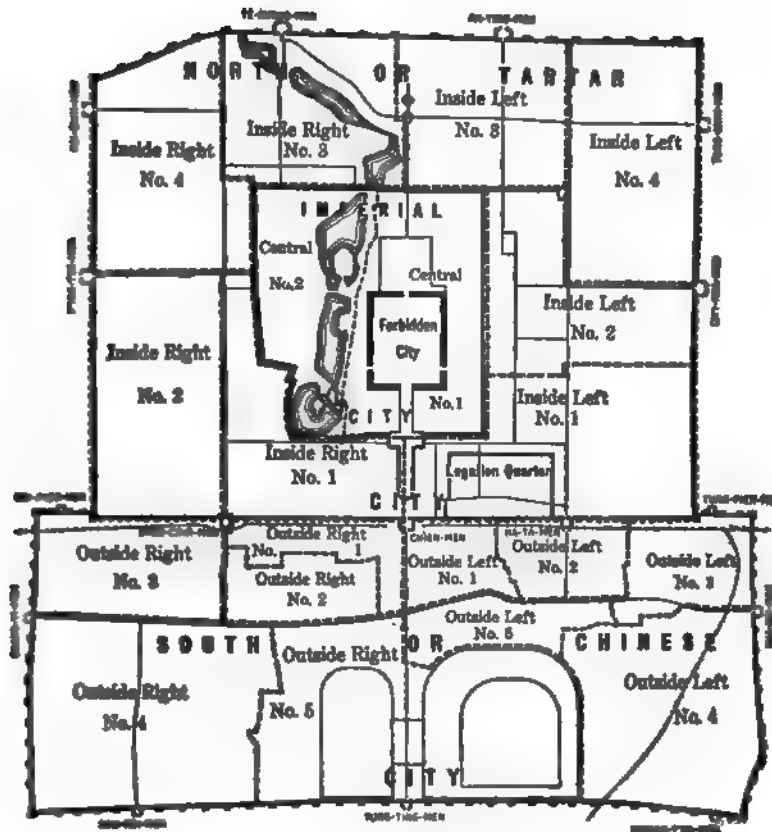 NORTH OR TARTAR
Inside Right
No. 3
Inside Left
No. 3
Inside Right
No. 4
Inside Left
No. 4
IMPERIAL
Central
No. 2
Central
Forbidden
City
No. 1
Inside Left
No. 2
Inside Right
No. 2
Inside Left
No. 1
CITY
Inside Right
No. 1
Legation Quarter
CITY
CHIEN-MEN
HA-TA-MEN
Outside Right
No. 1
Outside Right
No. 3
Outside Right
No. 2
Outside Left
No. 1
Outside Left
No. 2
Outside Left
No. 3
Outside Left
No. 5
SOUTH OR CHINESE
Outside Right
No. 5
Outside Right
No. 4
Outside Left
No. 4
CITY
YUNG-TING-MEN